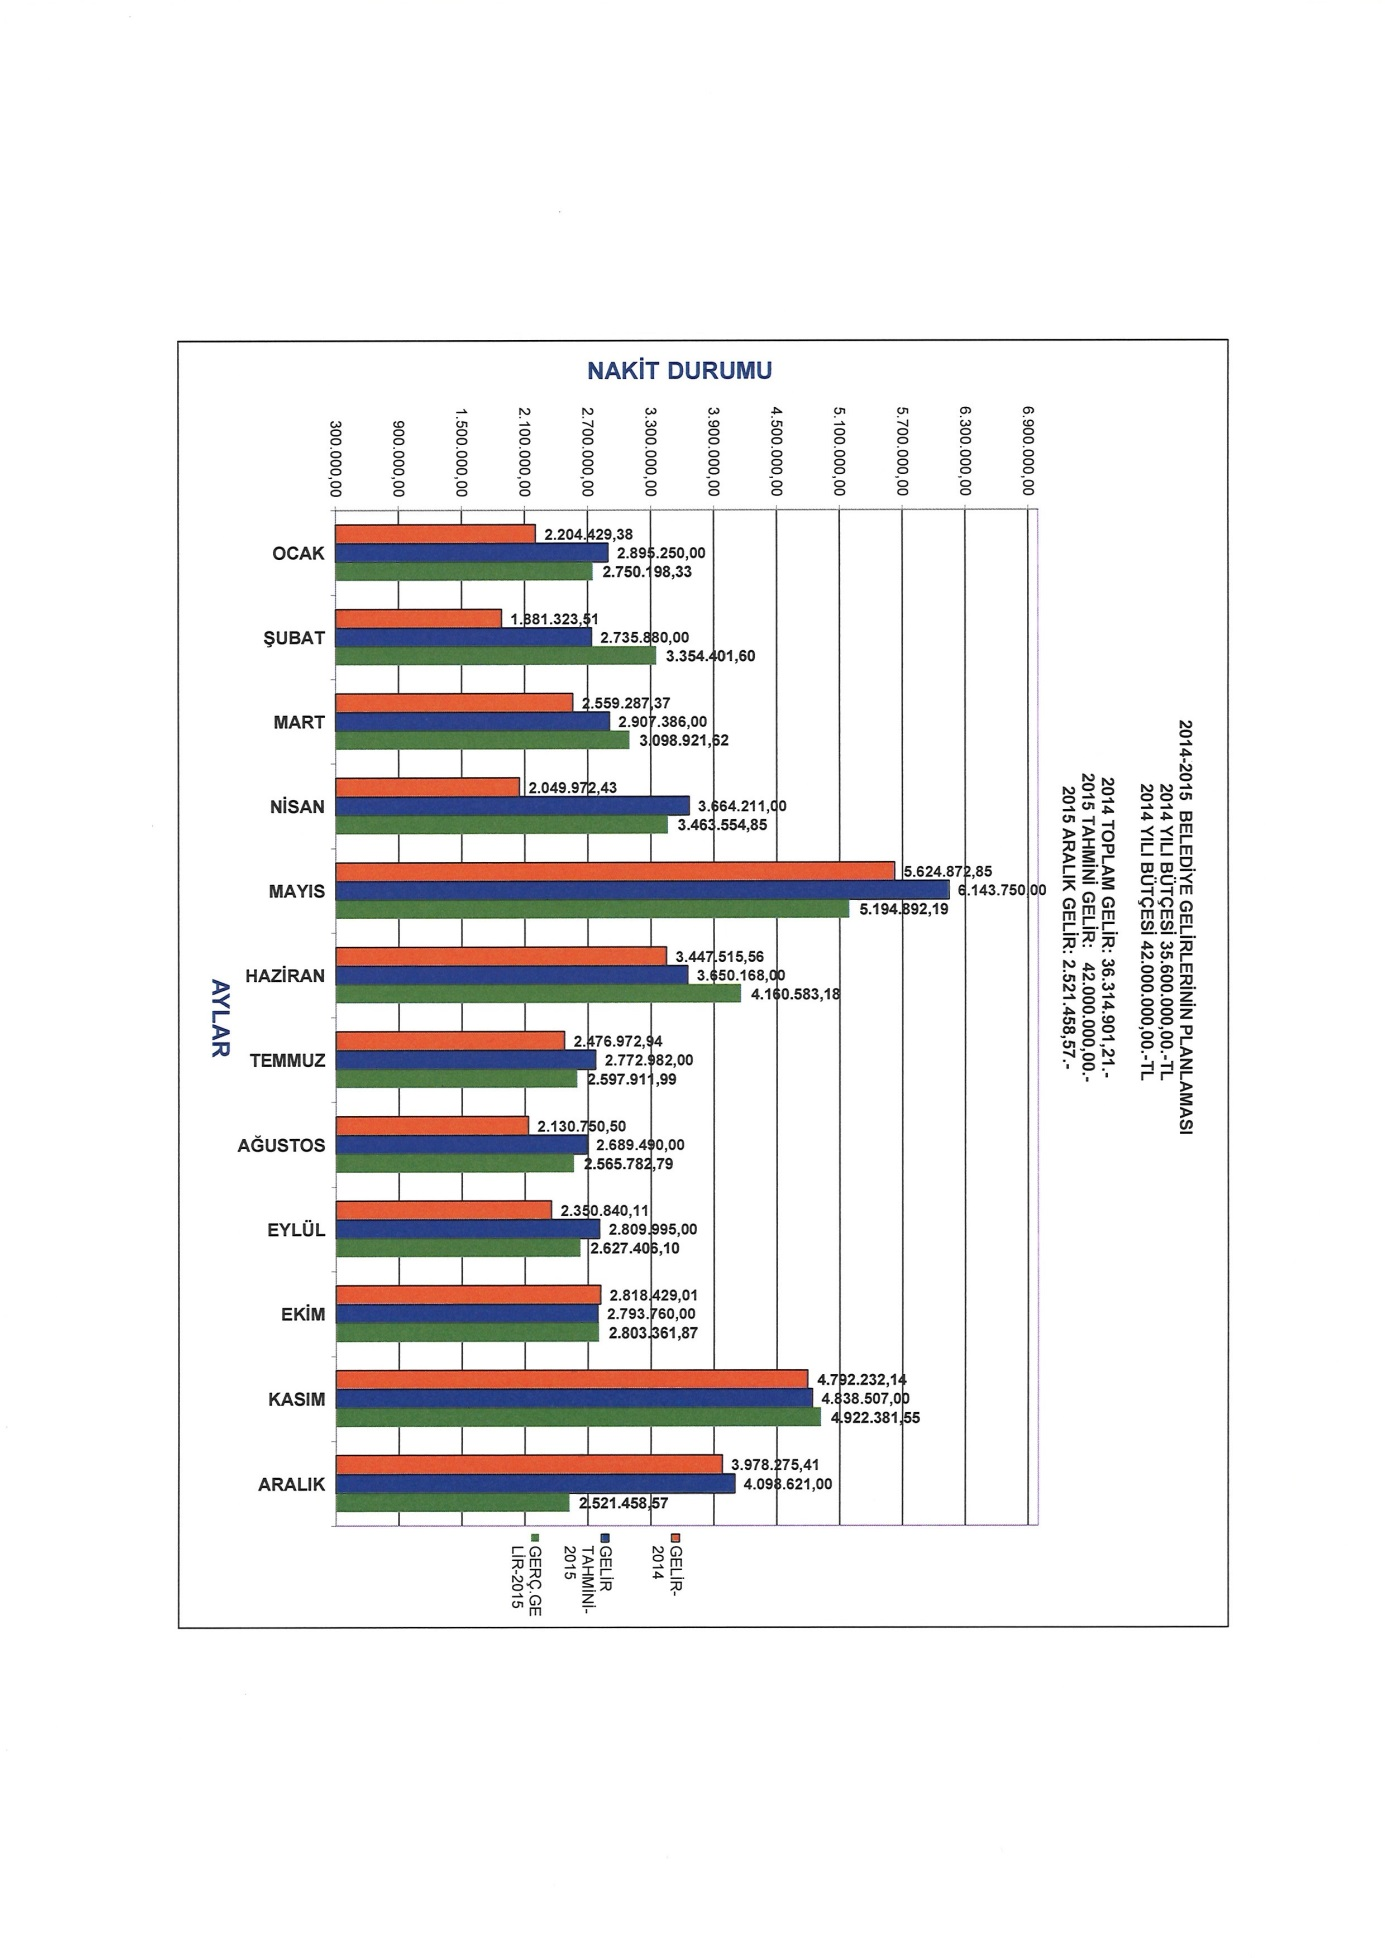 2014-2015 BELEDİYE GELİRLERİNİN PLANLAMASI
2014 YILI BÜTÇESİ 35.600.000,00.-TL
2014 YILI BÜTÇESİ 42.000.000,00.-TL
2014 TOPLAM GELİR: 36.314.901,21.-
2015 TAHMİNİ GELİR: 42.000.000,00.-
2015 ARALIK GELİR: 2.521.458,57.-
NAKİT DURUMU
6.900.000,00
6.300.000,00
5.700.000,00
5.100.000,00
4.500.000,00
3.900.000,00
3.300.000,00
2.700.000,00
2.100.000,00
1.500.000,00
900.000,00
300.000,00
OCAK
2.204.429,38
2.895.250,00
2.750.198,33
ŞUBAT
1.881.323,51
2.735.880,00
3.354.401,60
MART
2.559.287,37
2.907.386,00
3.098.921,62
NİSAN
2.049.972,43
3.664.211,00
3.463.554,85
MAYIS
5.624.872,85
6.143.750,00
5.194.892,19
HAZİRAN
3.447.515,56
3.650.168,00
4.160.583,18
TEMMUZ
2.476.972,94
2.772.982,00
2.597.911,99
AĞUSTOS
2.130.750,50
2.689.490,00
2.565.782,79
EYLÜL
2.350.840,11
2.809.995,00
2.627.406,10
EKİM
2.818.429,01
2.793.760,00
2.803.361,87
KASIM
4.792.232,14
4.838.507,00
4.922.381,55
ARALIK
3.978.275,41
4.098.621,00
2.521.458,57
AYLAR
GELİR-
2014
GELİR
TAHMİNİ-
2015
GERÇ.GE
LİR-2015